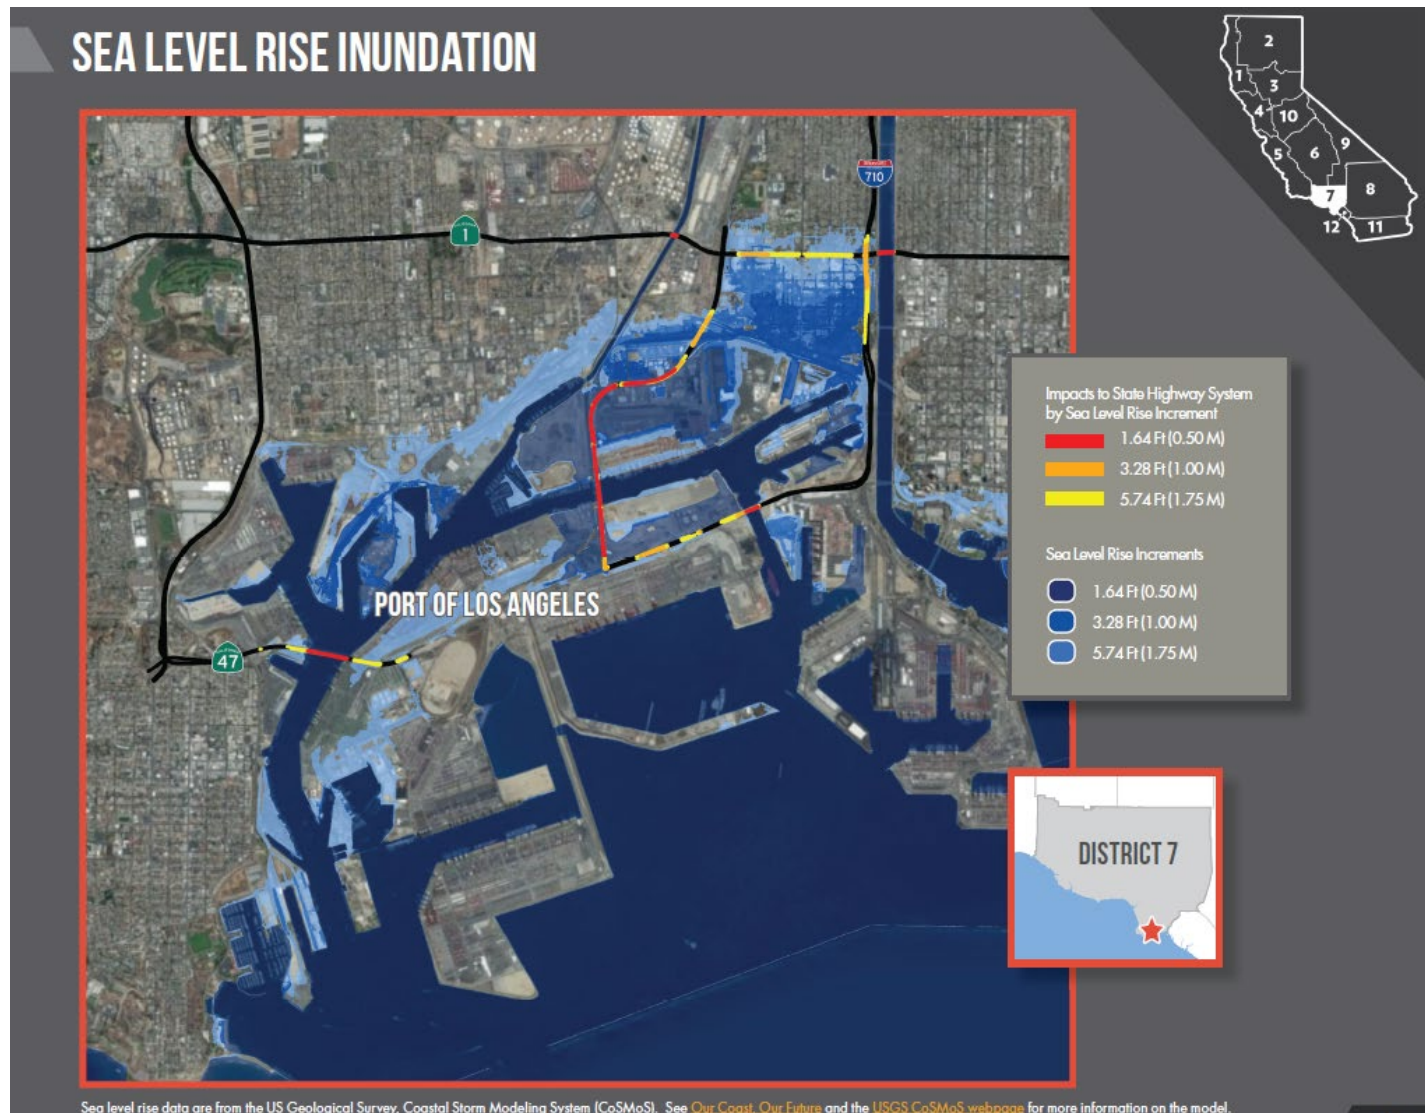 SEA LEVEL RISE INUNDATION
2
1
3
4
10
9
5
6
8
7
12
11
710
1
Impacts to State Highway System
by Sea Level Rise Increment
1.64 Ft (0.50 M)
3.28 Ft (1.00 M)
5.74 Ft (1.75 M)
Sea Level Rise Increments
1.64 Ft (0.50 M)
3.28 Ft (1.00 M)
5.74 Ft (1.75 M)
PORT OF LOS ANGELES
47
DISTRICT 7
Sea level rise data are from the US Geological Survey, Coastal Storm Modeling System (CoSMoS). See Our Coast, Our Future and the USGS CoSMoS webpage for more information on the model.